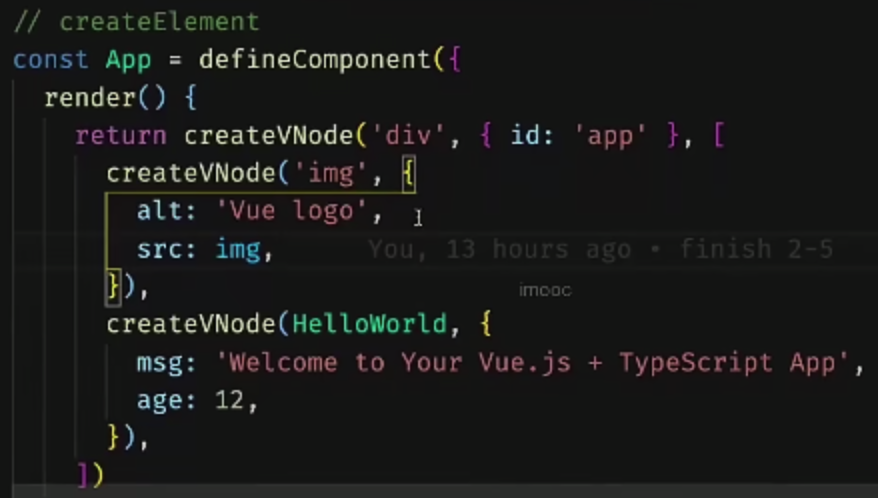 // createElement
const App = defineComponent({
  render() {
    return createVNode('div', { id: 'app' }, [
      createVNode('img', {
        alt: 'Vue logo',
        src: img,    You, 13 hours ago • finish 2-5
      }),
imooc
      createVNode(HelloWorld, {
        msg: 'Welcome to Your Vue.js + TypeScript App',
        age: 12,
      }),
    ])